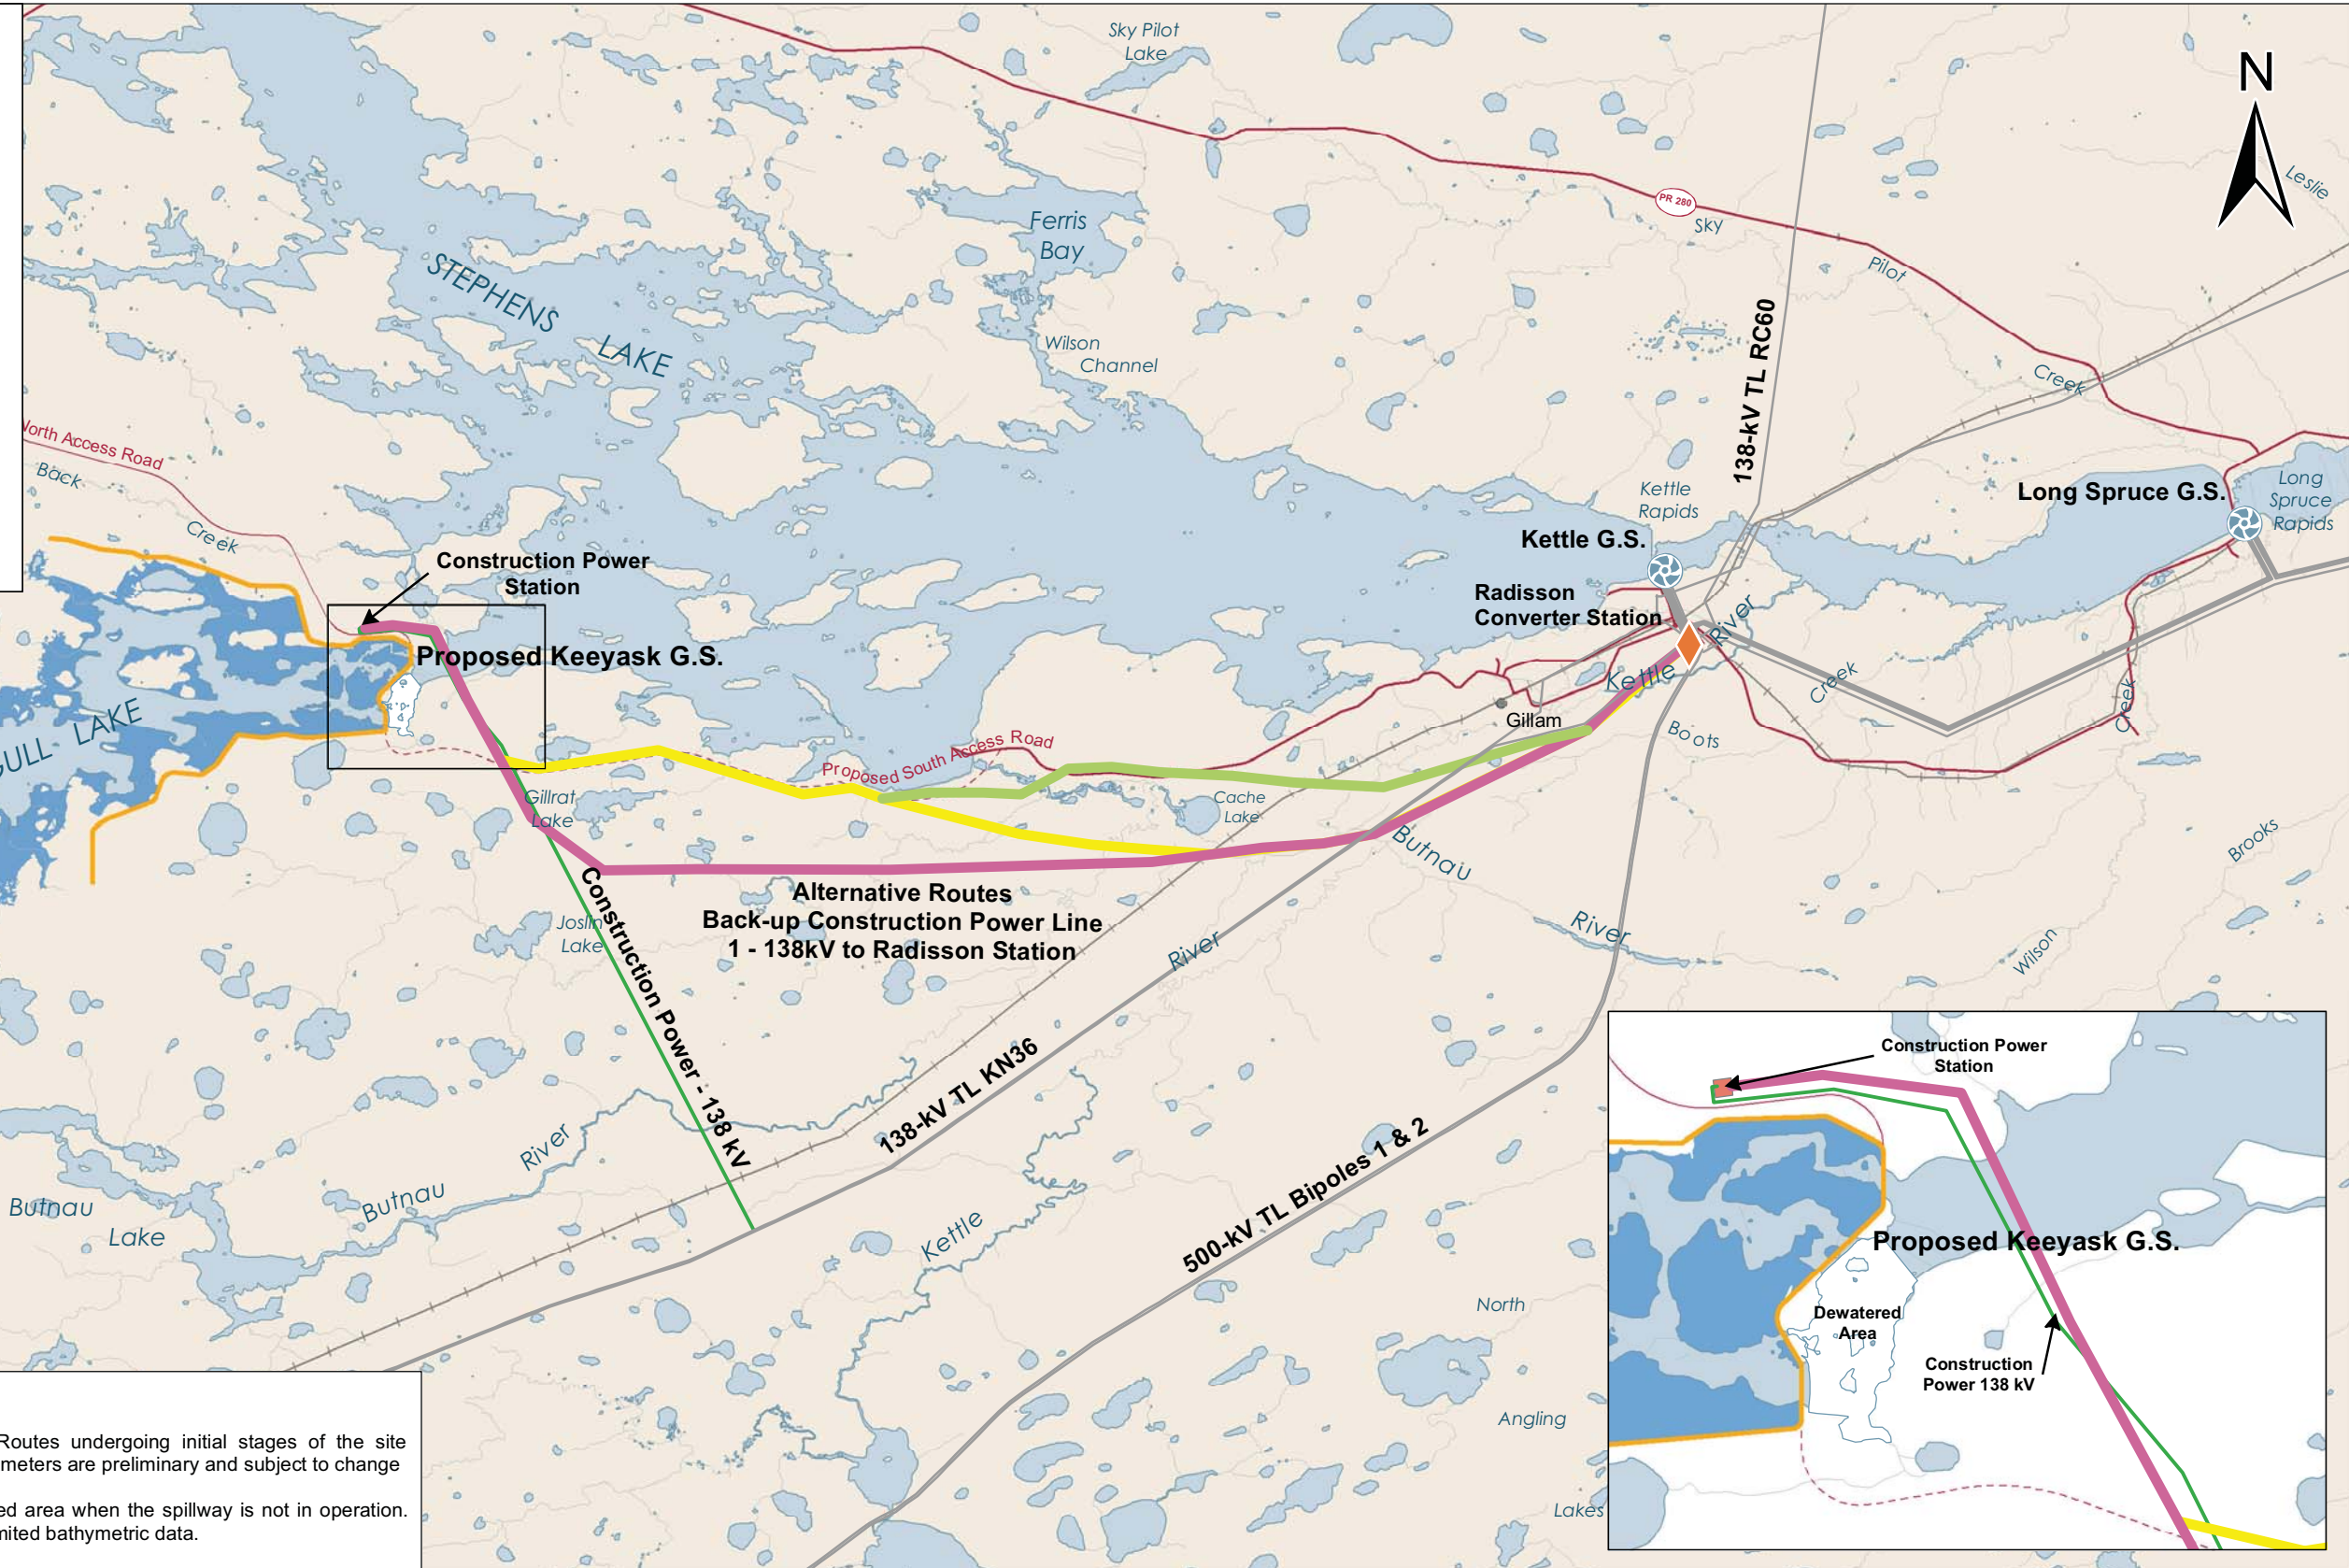 Sky Pilot
Lake
N
Leslie
PR 280
Sky
Pilot
Creek
Ferris
Bay
STEPHENS
LAKE
Wilson
Channel
138-kV TL RC60
North Access Road
Back
Creek
Kettle
Rapids
Long Spruce G.S.
Long
Spruce
Rapids
Kettle G.S.
Construction Power
Station
Radisson
Converter Station
River
Kettle
Proposed Keeyask G.S.
GULL LAKE
Creek
Creek
Gillam
Boots
Proposed South Access Road
Gillrat
Lake
Cache
Lake
Butnau
River
Brooks
Wilson
Alternative Routes
Back-up Construction Power Line
1 - 138kV to Radisson Station
Joslin
Lake
Construction Power - 138 kV
River
138-kV TL KN36
River
Butnau
Butnau
Lake
Kettle
500-kV TL Bipoles 1 & 2
North
Angling
Lakes
Construction Power
Station
Proposed Keeyask G.S.
Dewatered
Area
Construction
Power 138 kV
Routes undergoing initial stages of the site
meters are preliminary and subject to change
ed area when the spillway is not in operation.
mited bathymetric data.